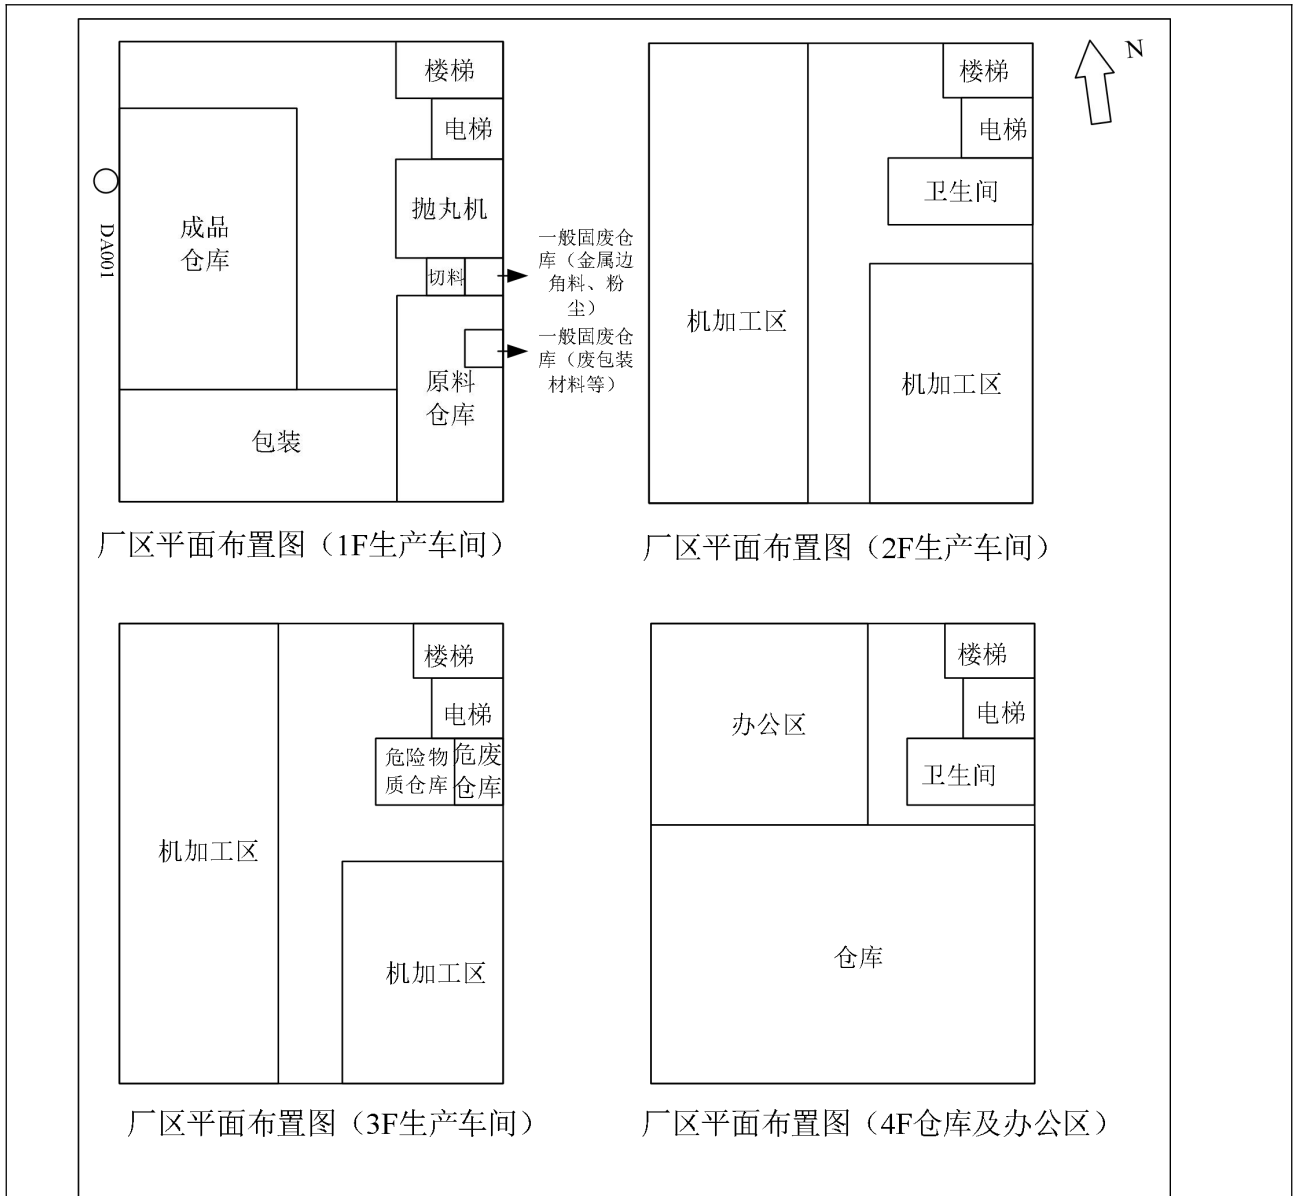 楼梯
电梯
抛丸机
成品
仓库
DA001
切料
一般固废仓
库（金属边
角料、粉
尘）
一般固废仓
库（废包装
材料等）
原料
仓库
包装
厂区平面布置图（1F生产车间）
N
楼梯
电梯
卫生间
机加工区
机加工区
厂区平面布置图（2F生产车间）
楼梯
电梯
危险物
质仓库
危废
仓库
机加工区
机加工区
厂区平面布置图（3F生产车间）
楼梯
电梯
办公区
卫生间
仓库
厂区平面布置图（4F仓库及办公区）